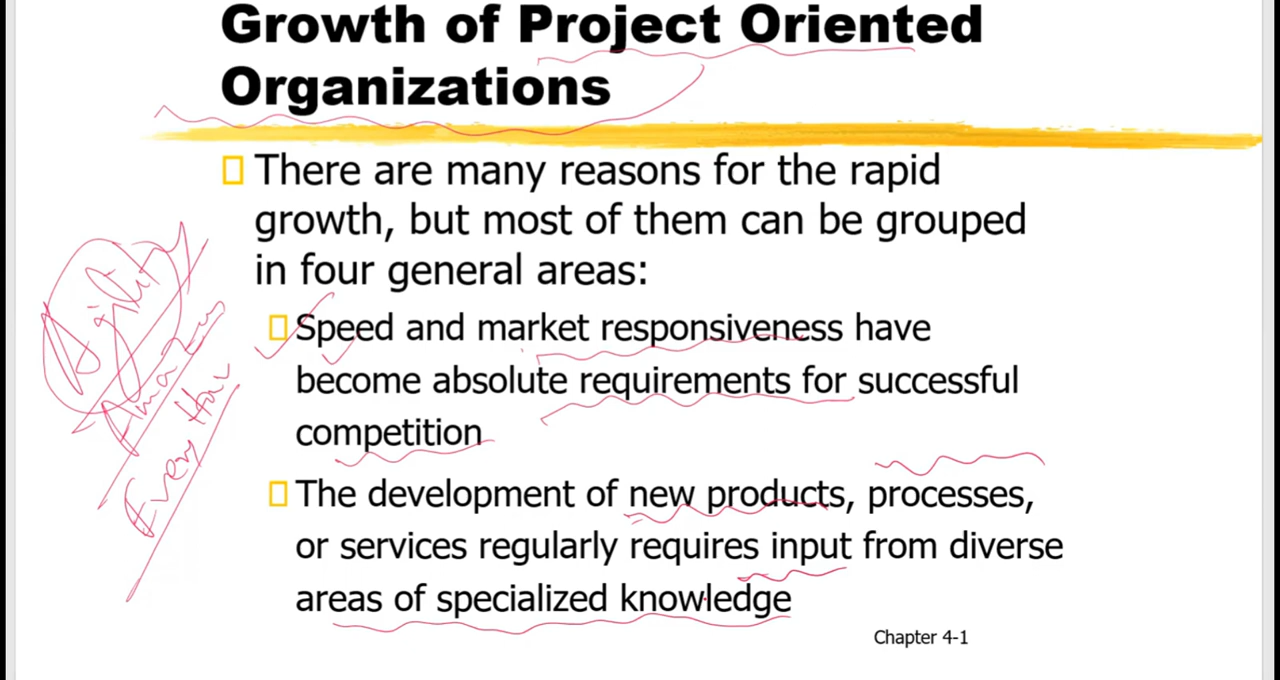 Growth of Project Oriented
Organizations
There are many reasons for the rapid
growth, but most of them can be grouped
in four general areas:
Speed and market responsiveness have
become absolute requirements for successful
competition
The development of new products, processes,
or services regularly requires input from diverse
areas of specialized knowledge
Chapter 4-1
Agility
Every